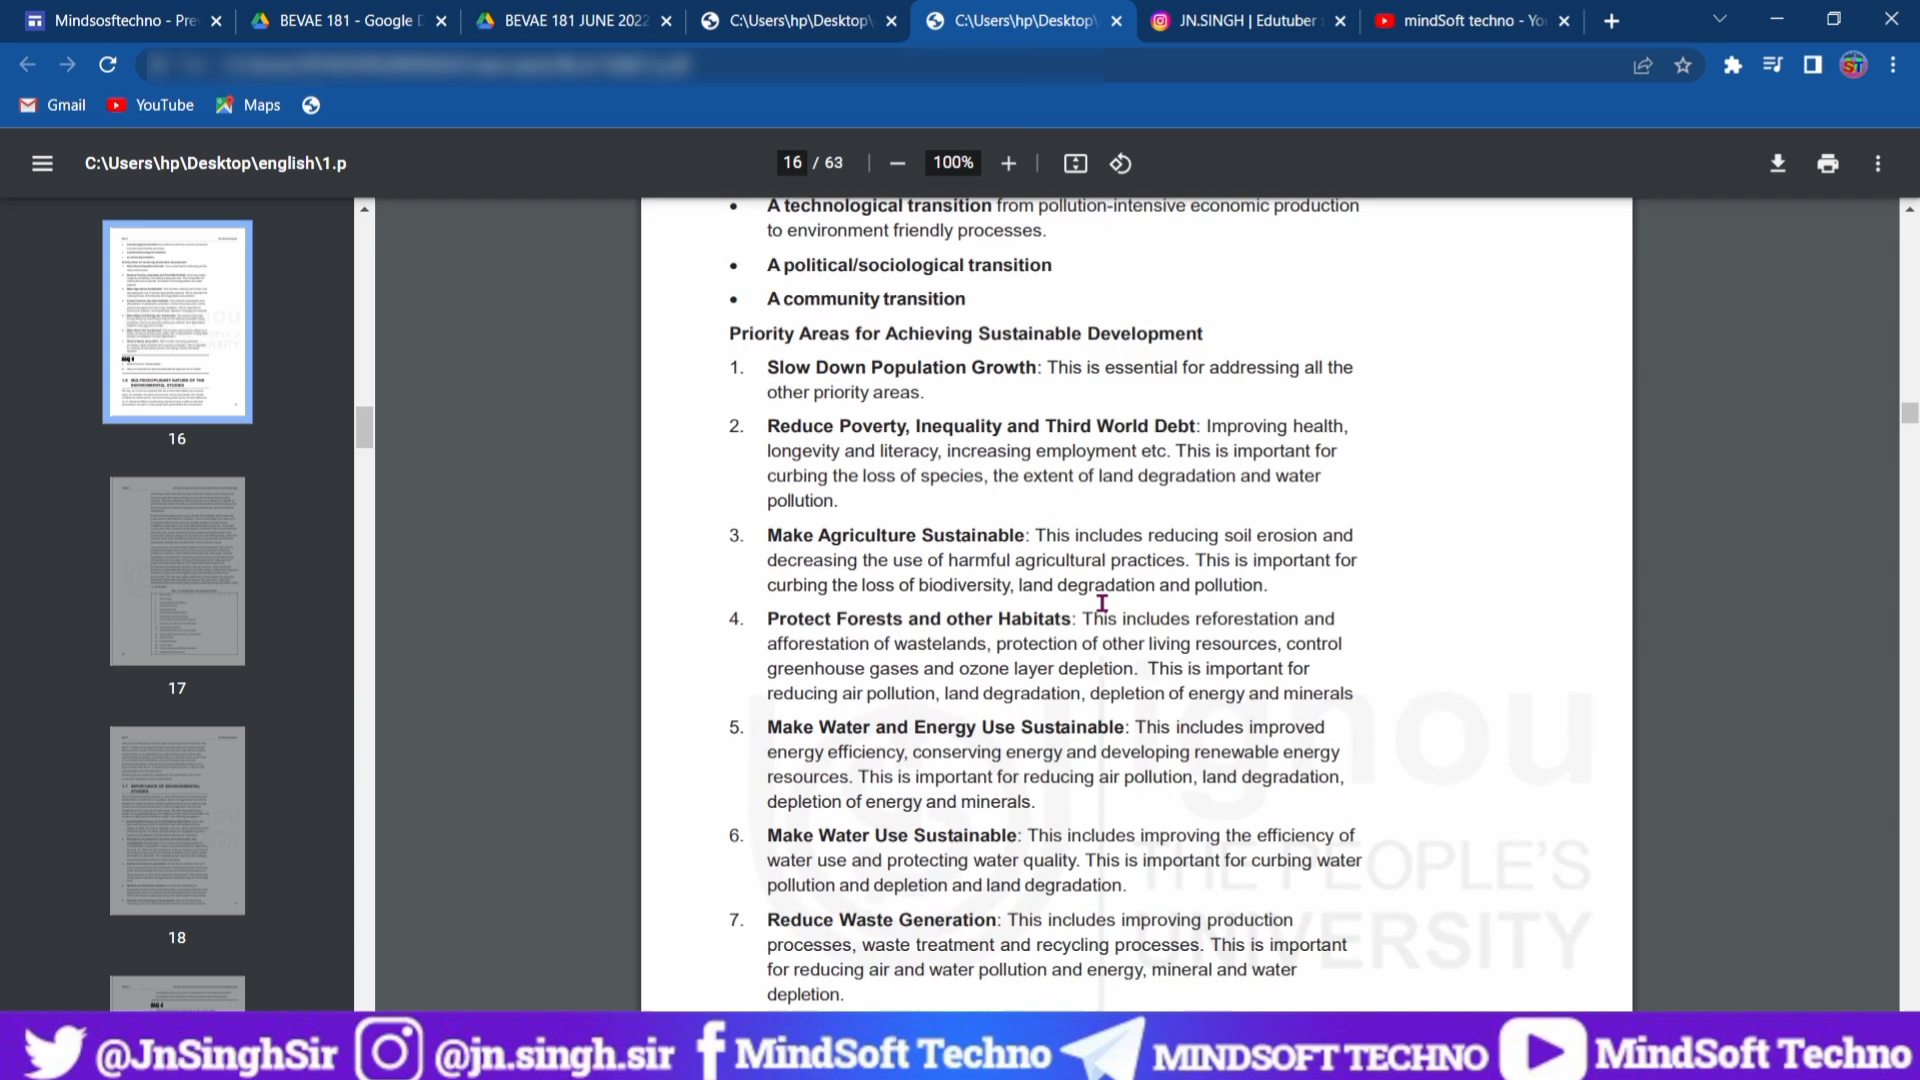 Mindsosftechno - Pre
BEVAE 181 - Google D
BEVAE 181 JUNE 2022
C:\Users\hp\Desktop\
C:\Users\hp\Desktop\
JN.SINGH | Edutuber
mindSoft techno - Yo
Gmail
YouTube
Maps
C:\Users\hp\Desktop\english\1.p
16 / 63
100%
16
17
18
• A technological transition from pollution-intensive economic production
to environment friendly processes.
• A political/sociological transition
• A community transition
Priority Areas for Achieving Sustainable Development
1. Slow Down Population Growth: This is essential for addressing all the
other priority areas.
2. Reduce Poverty, Inequality and Third World Debt: Improving health,
longevity and literacy, increasing employment etc. This is important for
curbing the loss of species, the extent of land degradation and water
pollution.
3. Make Agriculture Sustainable: This includes reducing soil erosion and
decreasing the use of harmful agricultural practices. This is important for
curbing the loss of biodiversity, land degradation and pollution.
4. Protect Forests and other Habitats: This includes reforestation and
afforestation of wastelands, protection of other living resources, control
greenhouse gases and ozone layer depletion. This is important for
reducing air pollution, land degradation, depletion of energy and minerals
5. Make Water and Energy Use Sustainable: This includes improved
energy efficiency, conserving energy and developing renewable energy
resources. This is important for reducing air pollution, land degradation,
depletion of energy and minerals.
6. Make Water Use Sustainable: This includes improving the efficiency of
water use and protecting water quality. This is important for curbing water
pollution and depletion and land degradation.
7. Reduce Waste Generation: This includes improving production
processes, waste treatment and recycling processes. This is important
for reducing air and water pollution and energy, mineral and water
depletion.
ignou
THE PEOPLE'S
UNIVERSITY
@JnSinghSir
@jn.singh.sir
MindSoft Techno
MINDSOFT TECHNO
MindSoft Techno